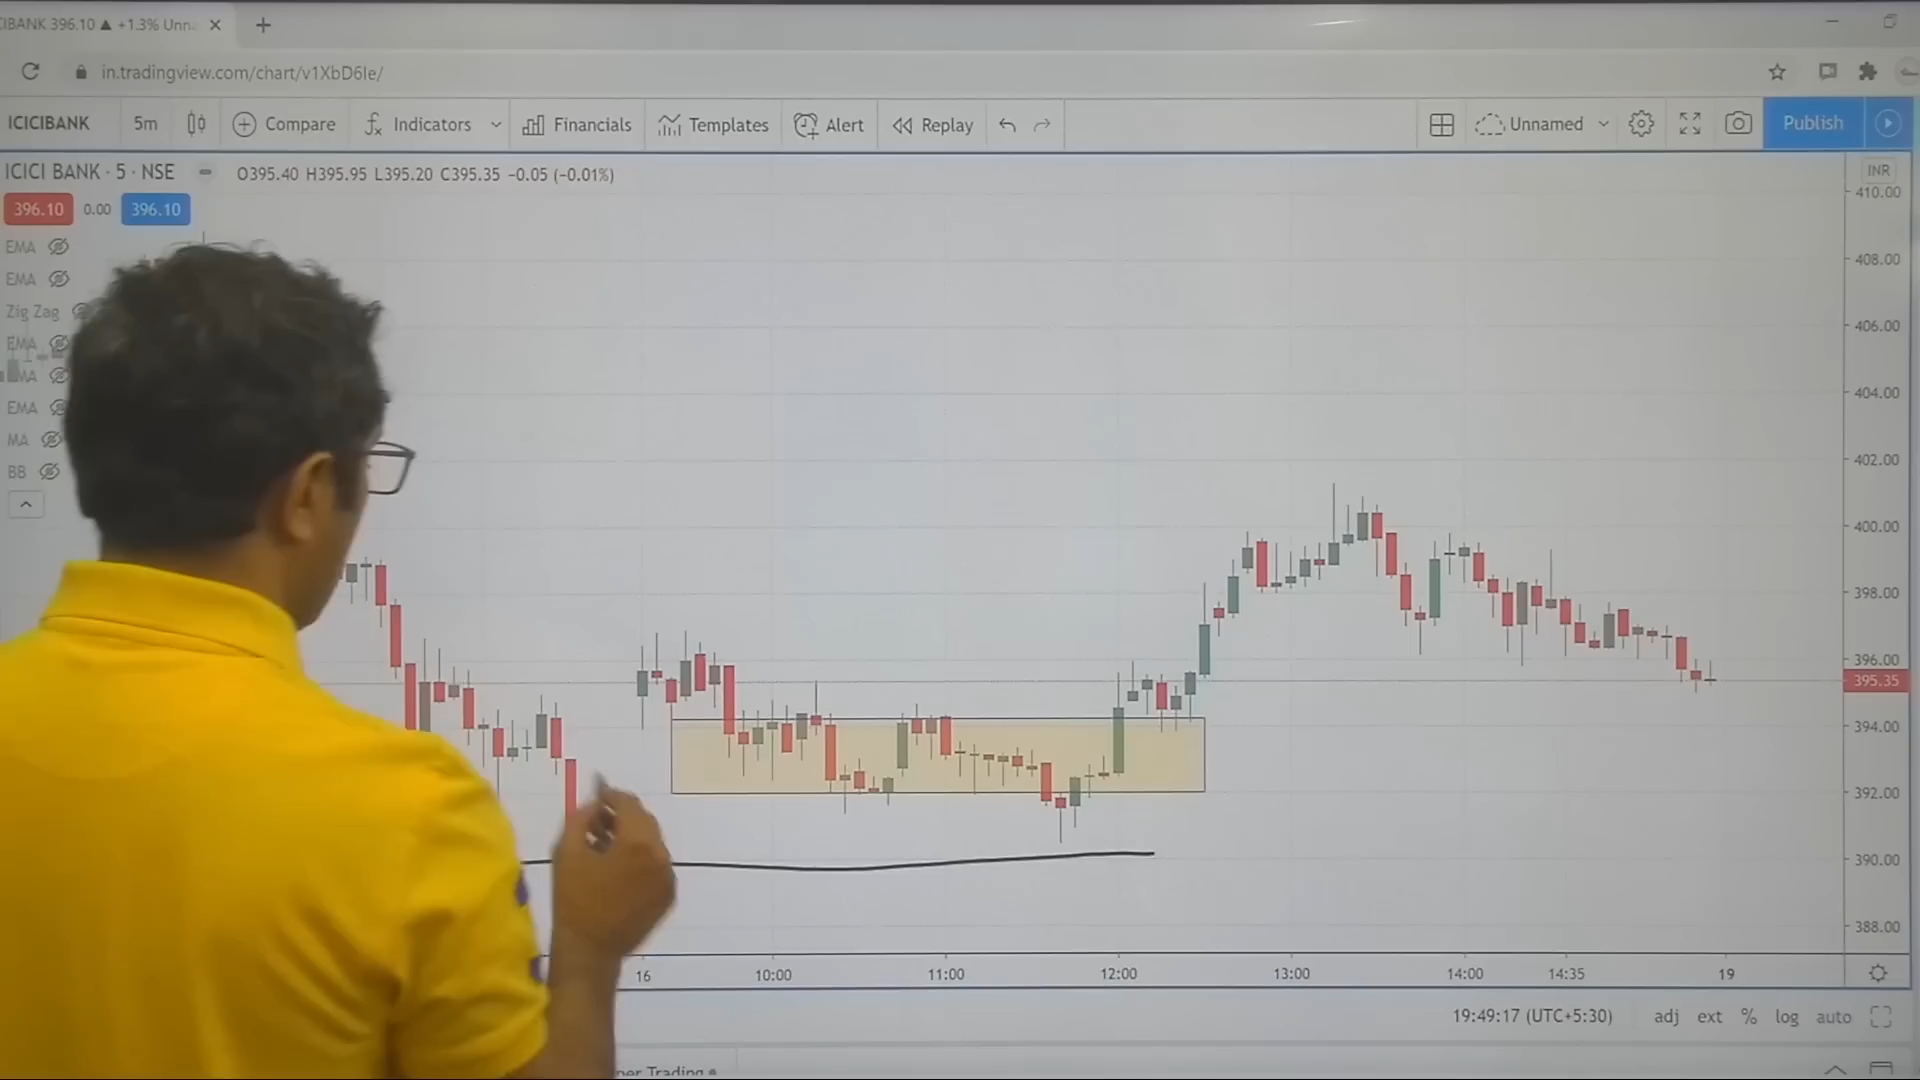 CIBANK 396.10 ▲ +1.3% Unn
in.tradingview.com/chart/v1XbD6Ie/
ICICIBANK 5m Compare Indicators Financials Templates Alert Replay Unnamed Publish
ICICI BANK · 5 · NSE O395.40 H395.95 L395.20 C395.35 −0.05 (−0.01%)
INR
396.10 0.00 396.10
EMA
EMA
Zig Zag
EMA
MA
EMA
MA
BB
410.00
408.00
406.00
404.00
402.00
400.00
398.00
396.00
395.35
394.00
392.00
390.00
388.00
16 10:00 11:00 12:00 13:00 14:00 14:35 19
19:49:17 (UTC+5:30) adj ext % log auto
per Trading